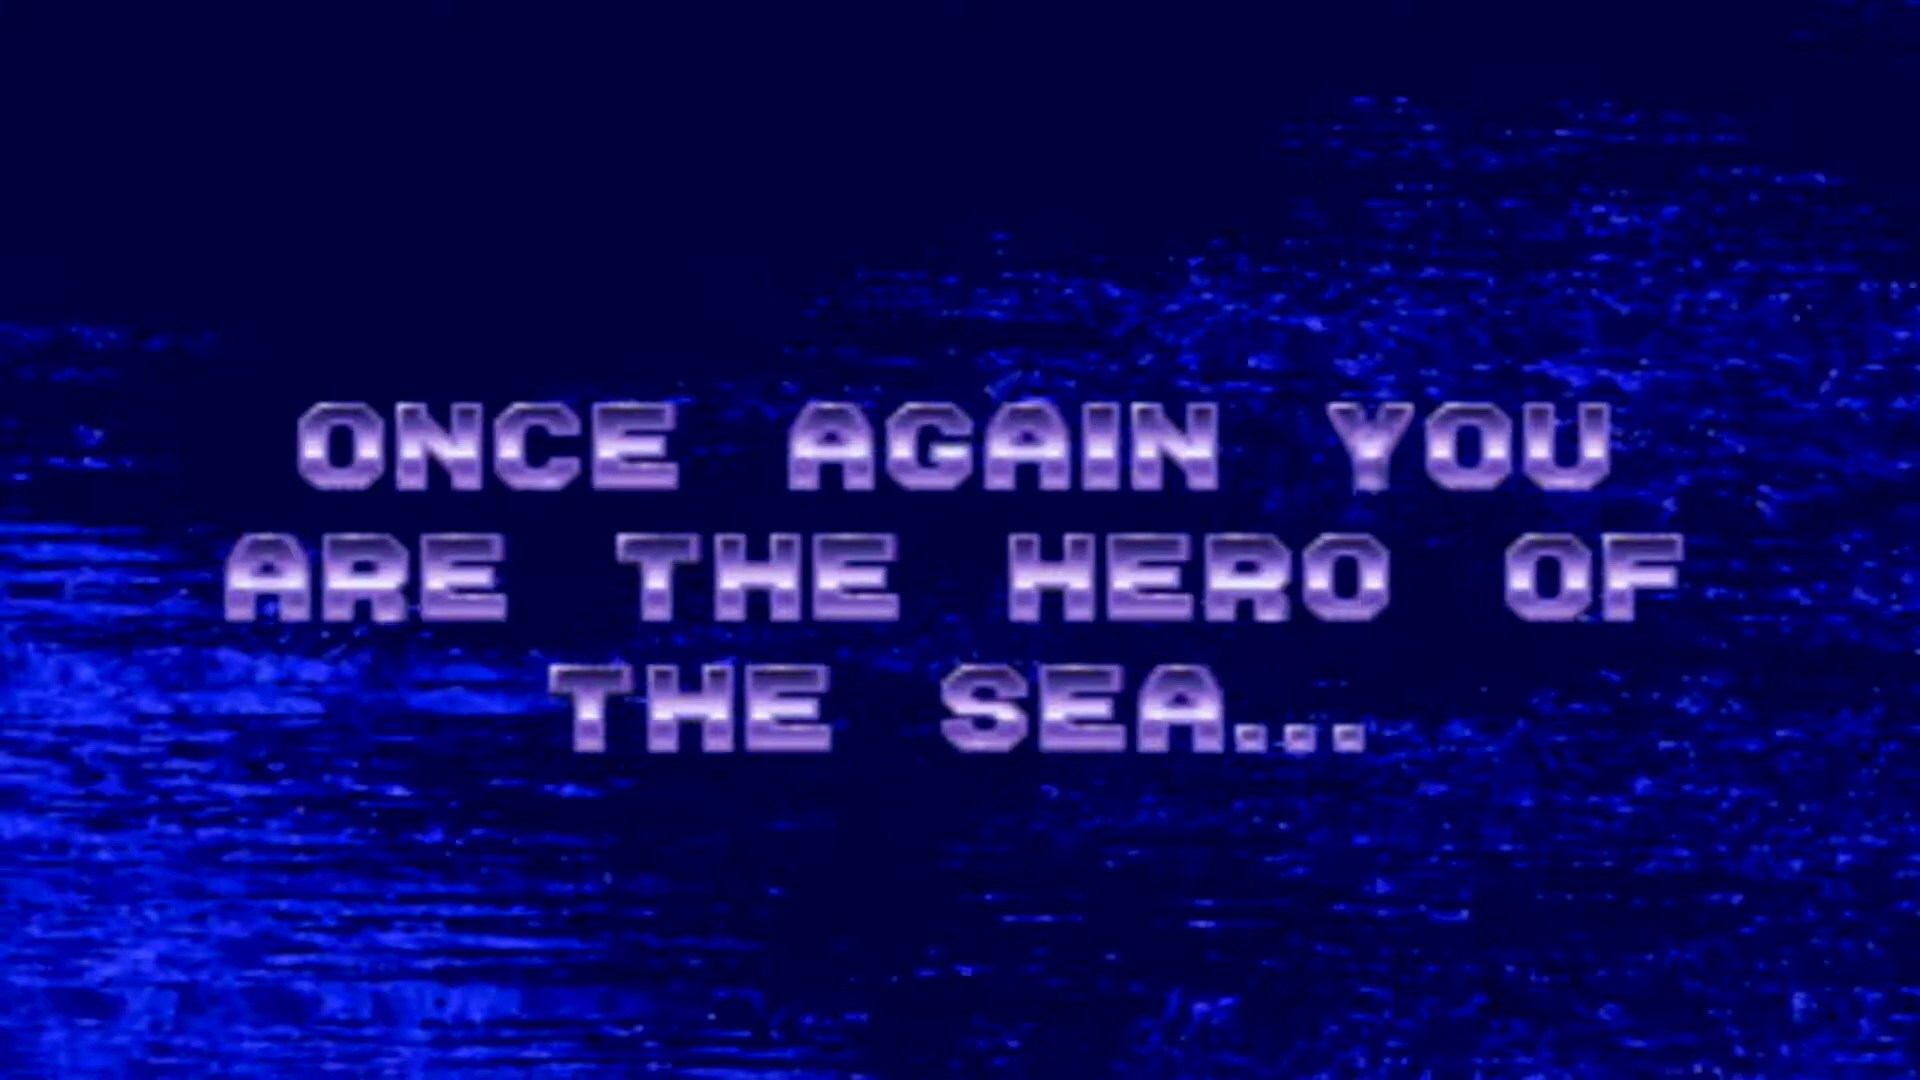 ONCE AGAIN YOU
ARE THE HERO OF
THE SEA...